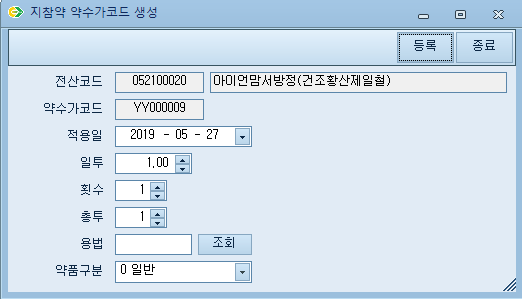 지참약 약수가코드 생성
등록 종료
전산코드 052100020 아이언맘서방정(건조황산제일철)
약수가코드 YY000009
적용일 2019 - 05 - 27
일투 1.00
횟수 1
총투 1
용법 조회
약품구분 0 일반